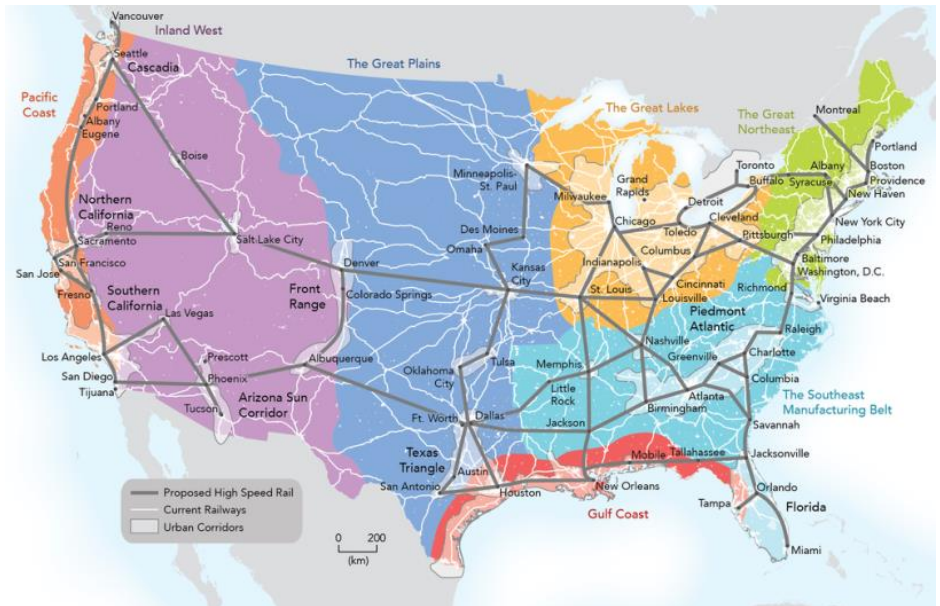 Vancouver
Inland West
Seattle
Cascadia
The Great Plains
Pacific
Coast
Portland
Albany
Eugene
The Great Lakes
The Great
Northeast
Montreal
Portland
Boise
Minneapolis-
St. Paul
Milwaukee
Grand
Rapids
Toronto
Buffalo
Albany
Syracuse
Boston
Providence
New Haven
Detroit
Northern
California
Reno
Sacramento
Salt Lake City
Des Moines
Omaha
Chicago
Toledo
Cleveland
New York City
Columbus
Pittsburgh
Philadelphia
San Francisco
San Jose
Denver
Kansas
City
Indianapolis
Baltimore
Washington, D.C.
Fresno
Southern
California
Front
Range
Colorado Springs
St. Louis
Cincinnati
Louisville
Richmond
Virginia Beach
Las Vegas
Piedmont
Atlantic
Raleigh
Los Angeles
Prescott
Albuquerque
Tulsa
Memphis
Nashville
Greenville
Charlotte
San Diego
Tijuana
Phoenix
Oklahoma
City
Little
Rock
Columbia
Tucson
Arizona Sun
Corridor
Ft. Worth
Dallas
Jackson
Birmingham
Atlanta
The Southeast
Manufacturing Belt
Savannah
Texas
Triangle
Austin
Mobile
Tallahassee
Jacksonville
San Antonio
Houston
New Orleans
Gulf Coast
Orlando
Tampa
Florida
Miami
Proposed High Speed Rail
Current Railways
Urban Corridors
0 200
(km)